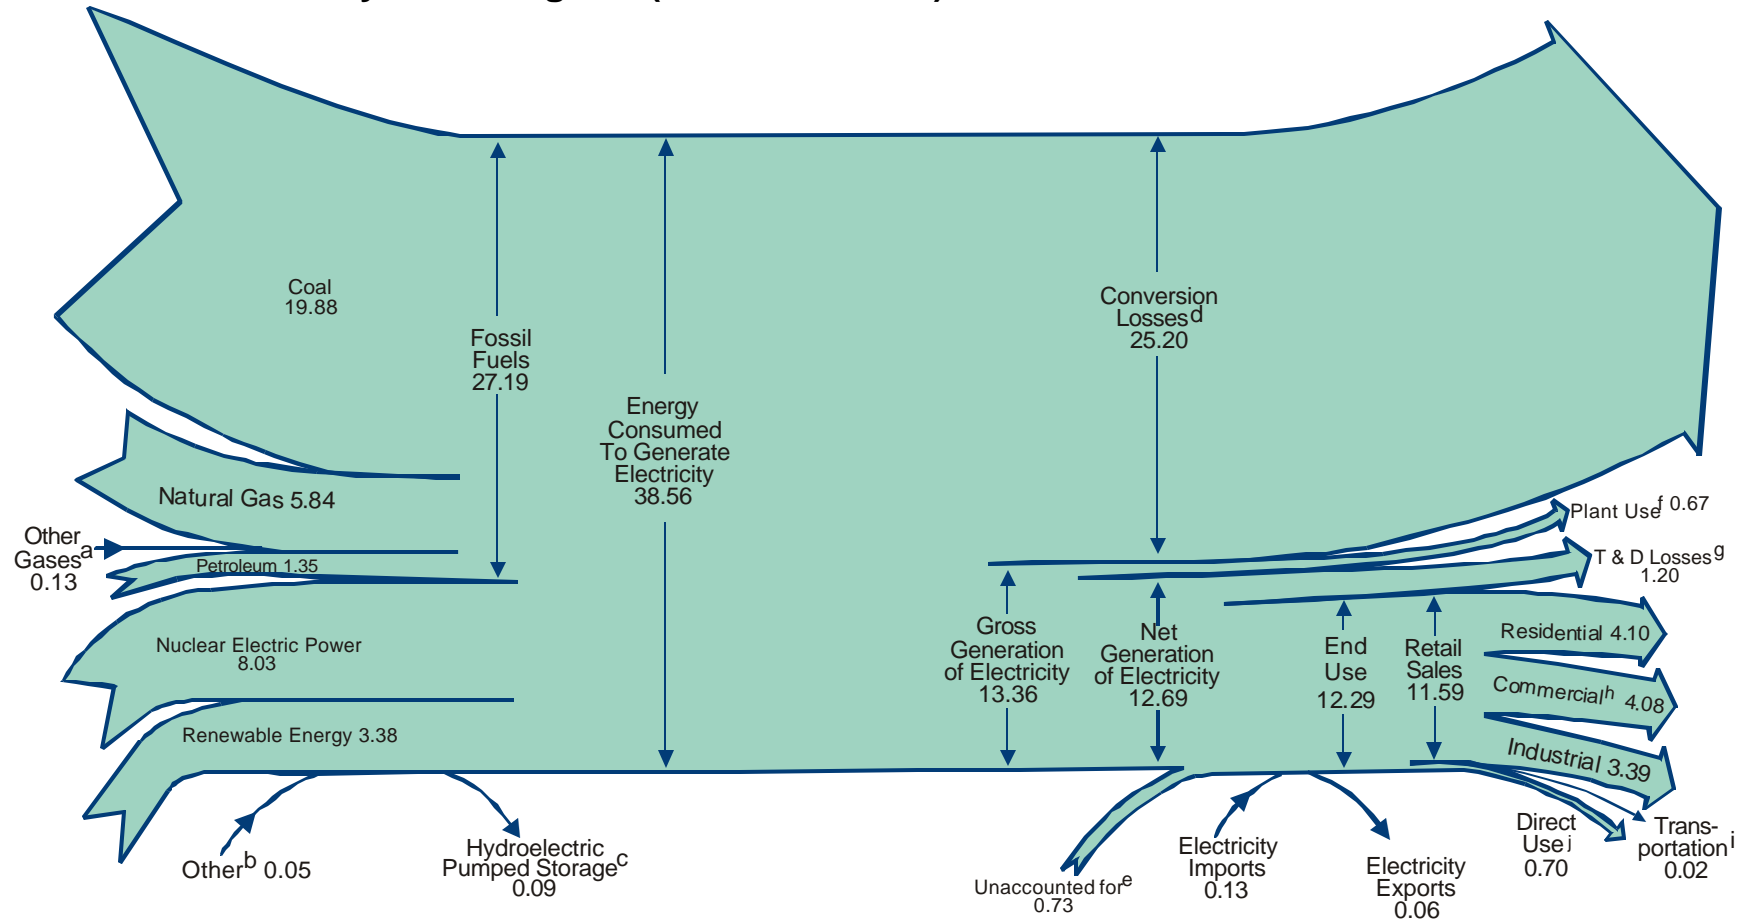 Coal
19.88
Fossil
Fuels
27.19
Energy
Consumed
To Generate
Electricity
38.56
Conversion
Losses d
25.20
Natural Gas 5.84
Other
Gases a
0.13
Petroleum 1.35
Nuclear Electric Power
8.03
Renewable Energy 3.38
Other b 0.05
Hydroelectric
Pumped Storage c
0.09
Gross
Generation
of Electricity
13.36
Net
Generation
of Electricity
12.69
End
Use
12.29
Retail
Sales
11.59
Plant Use f 0.67
T & D Losses g
1.20
Residential 4.10
Commercial h 4.08
Industrial 3.39
Unaccounted for e
0.73
Electricity
Imports
0.13
Electricity
Exports
0.06
Direct
Use j
0.70
Trans-
portation i
0.02